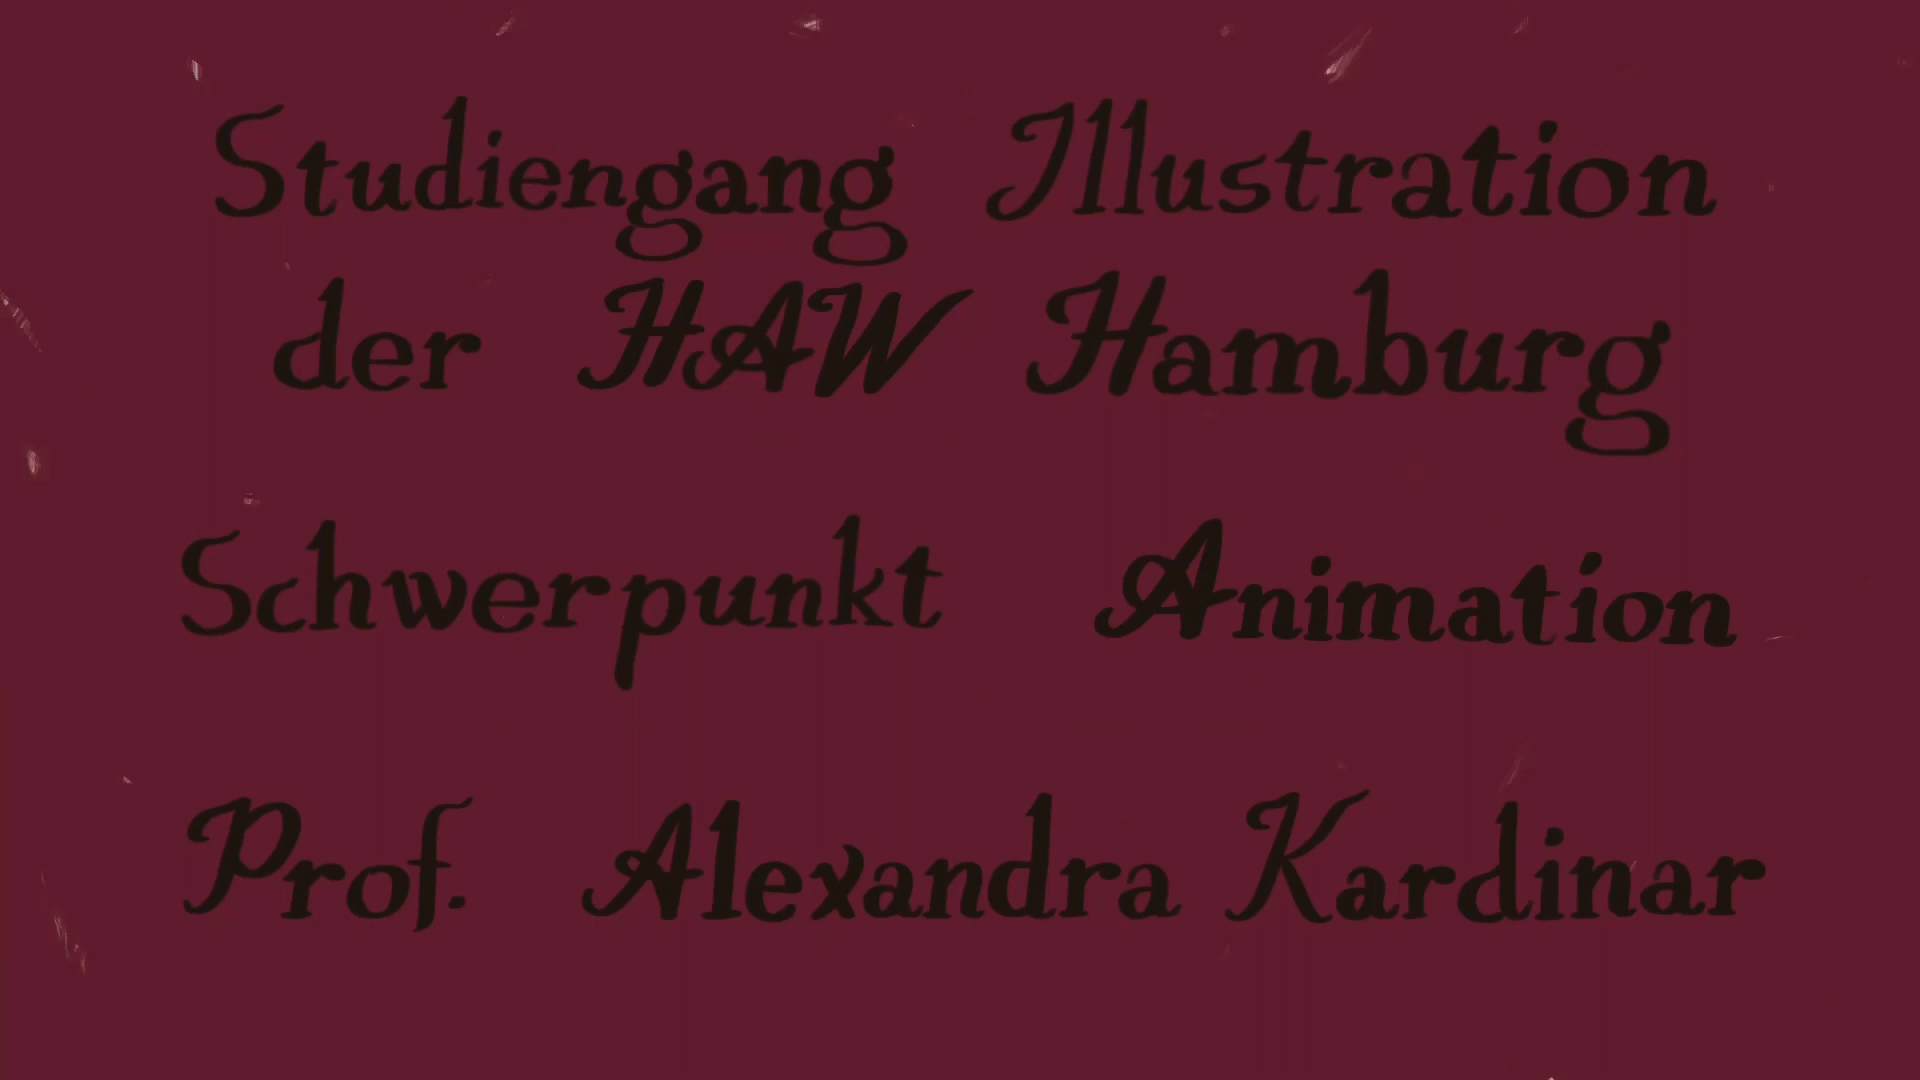 Studiengang Illustration
der HAW Hamburg
Schwerpunkt Animation
Prof. Alexandra Kardinar